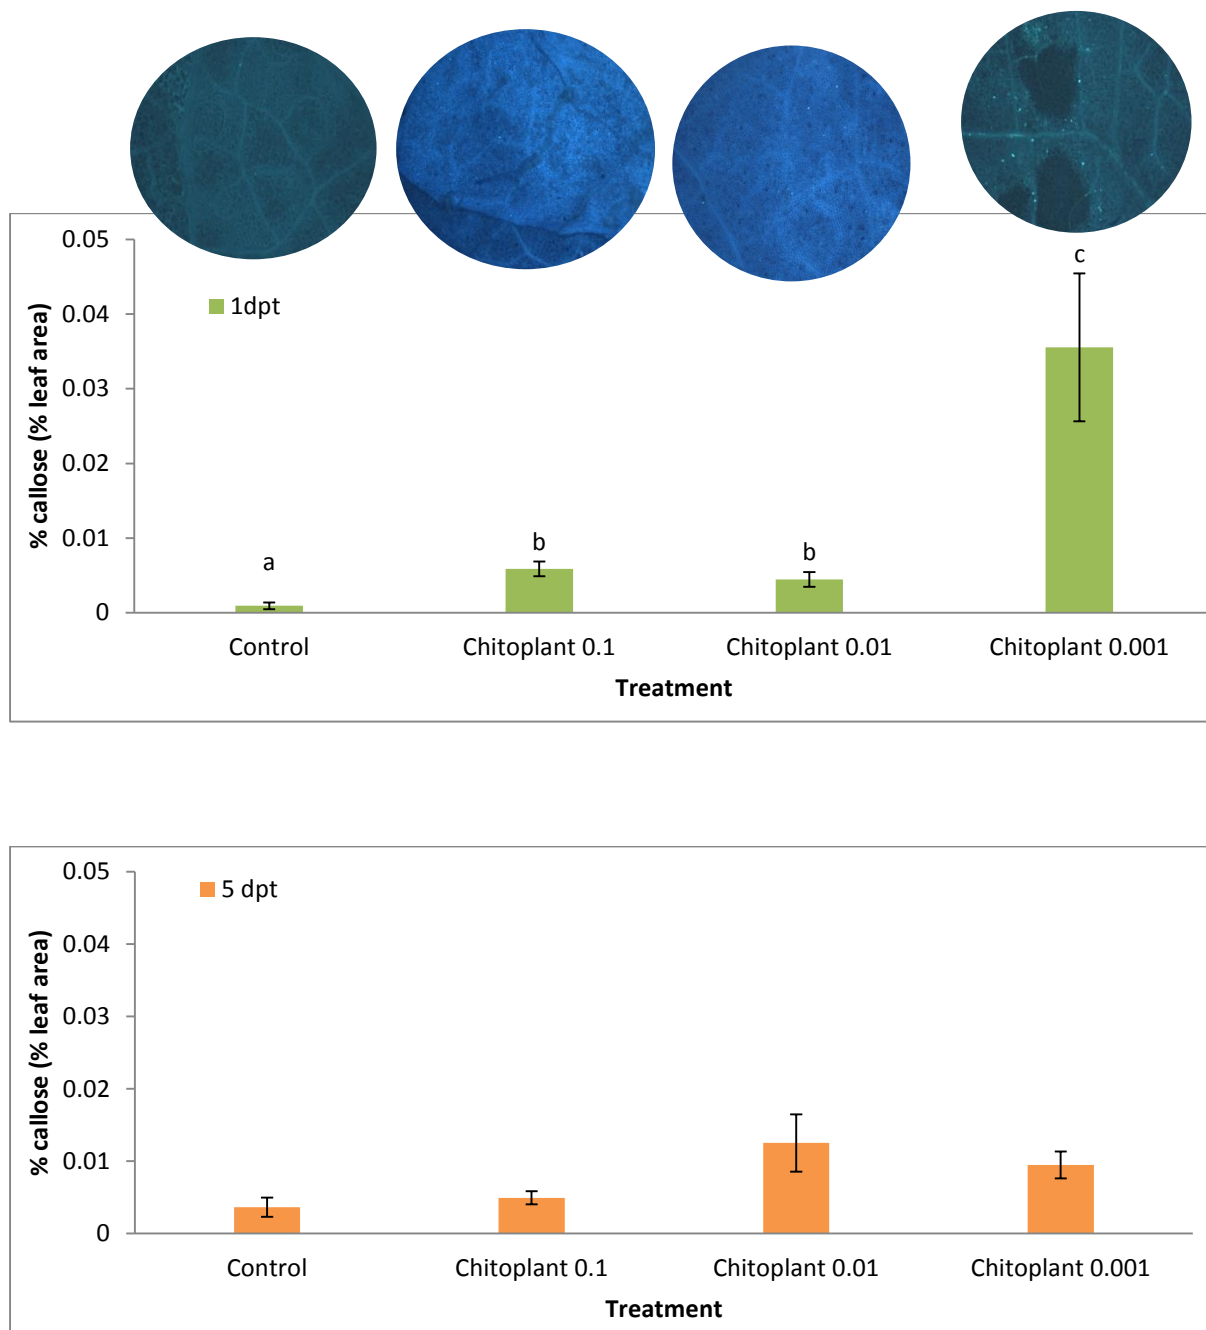 0.05
0.04
0.03
0.02
0.01
0
% callose (% leaf area)
1dpt
a
b
b
c
Control
Chitoplant 0.1
Chitoplant 0.01
Chitoplant 0.001
Treatment
0.05
0.04
0.03
0.02
0.01
0
% callose (% leaf area)
5 dpt
Control
Chitoplant 0.1
Chitoplant 0.01
Chitoplant 0.001
Treatment